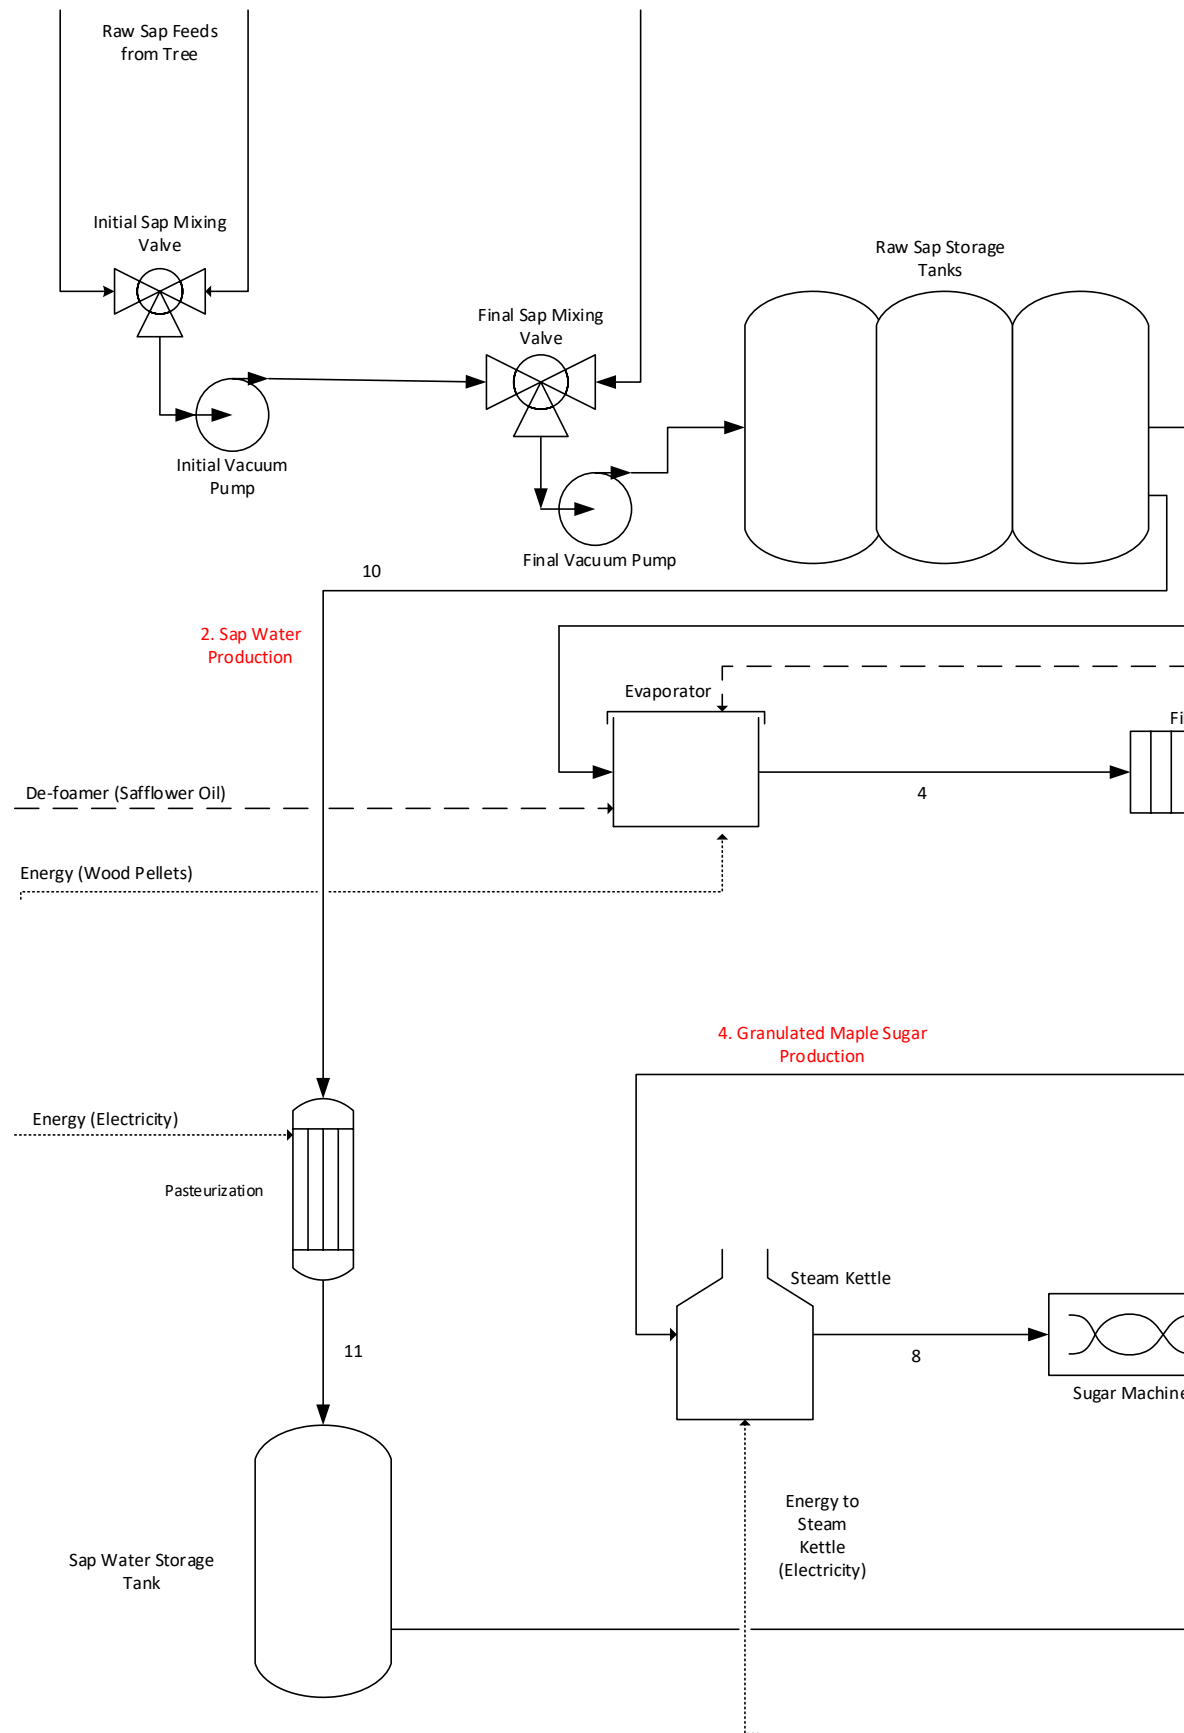 Raw Sap Feeds
from Tree
Initial Sap Mixing
Valve
Raw Sap Storage
Tanks
Final Sap Mixing
Valve
Initial Vacuum
Pump
Final Vacuum Pump
10
2. Sap Water
Production
Evaporator
Fi
De-foamer (Safflower Oil)
4
Energy (Wood Pellets)
4. Granulated Maple Sugar
Production
Energy (Electricity)
Pasteurization
Steam Kettle
11
8
Sugar Machine
Energy to
Steam
Kettle
(Electricity)
Sap Water Storage
Tank